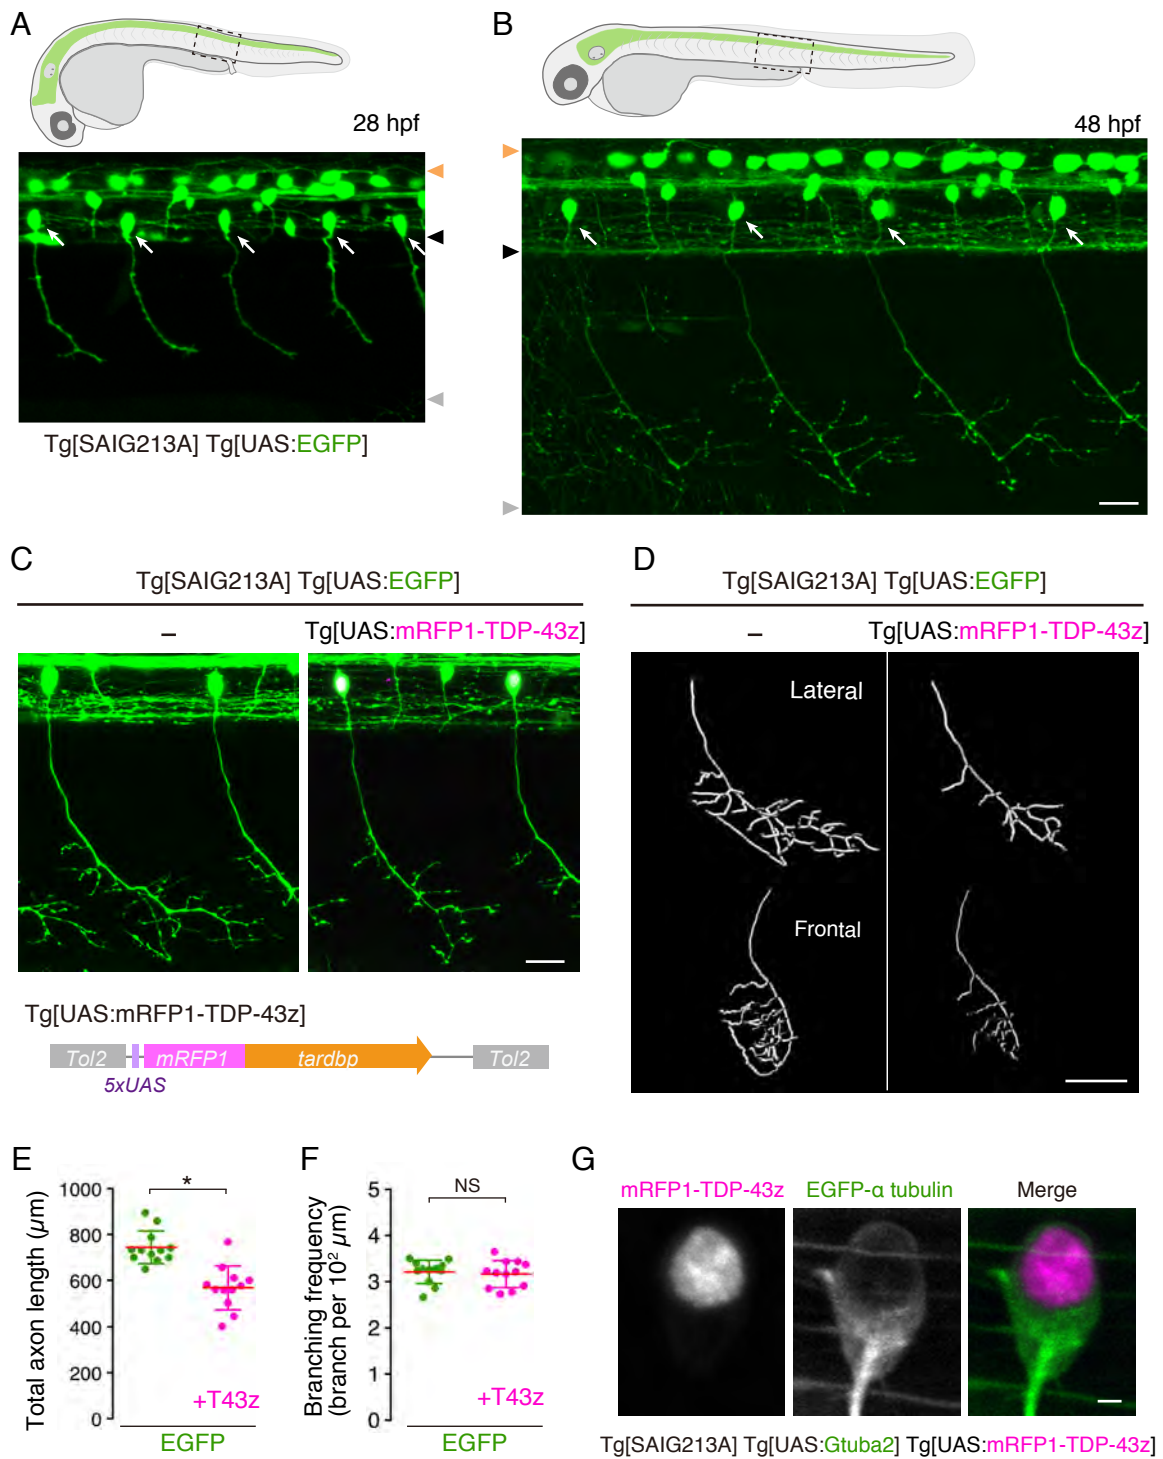 A
B
28 hpf
48 hpf
Tg[SAIG213A] Tg[UAS:EGFP]
C
Tg[SAIG213A] Tg[UAS:EGFP]
–
Tg[UAS:mRFP1-TDP-43z]
Tg[UAS:mRFP1-TDP-43z]
Tol2
mRFP1
tardbp
Tol2
5xUAS
D
Tg[SAIG213A] Tg[UAS:EGFP]
–
Tg[UAS:mRFP1-TDP-43z]
Lateral
Frontal
E
Total axon length (µm)
1000
800
600
400
200
0
*
+T43z
EGFP
F
Branching frequency
(branch per 10² µm)
5
4
3
2
1
0
NS
+T43z
EGFP
G
mRFP1-TDP-43z
EGFP-α tubulin
Merge
Tg[SAIG213A] Tg[UAS:Gtuba2] Tg[UAS:mRFP1-TDP-43z]